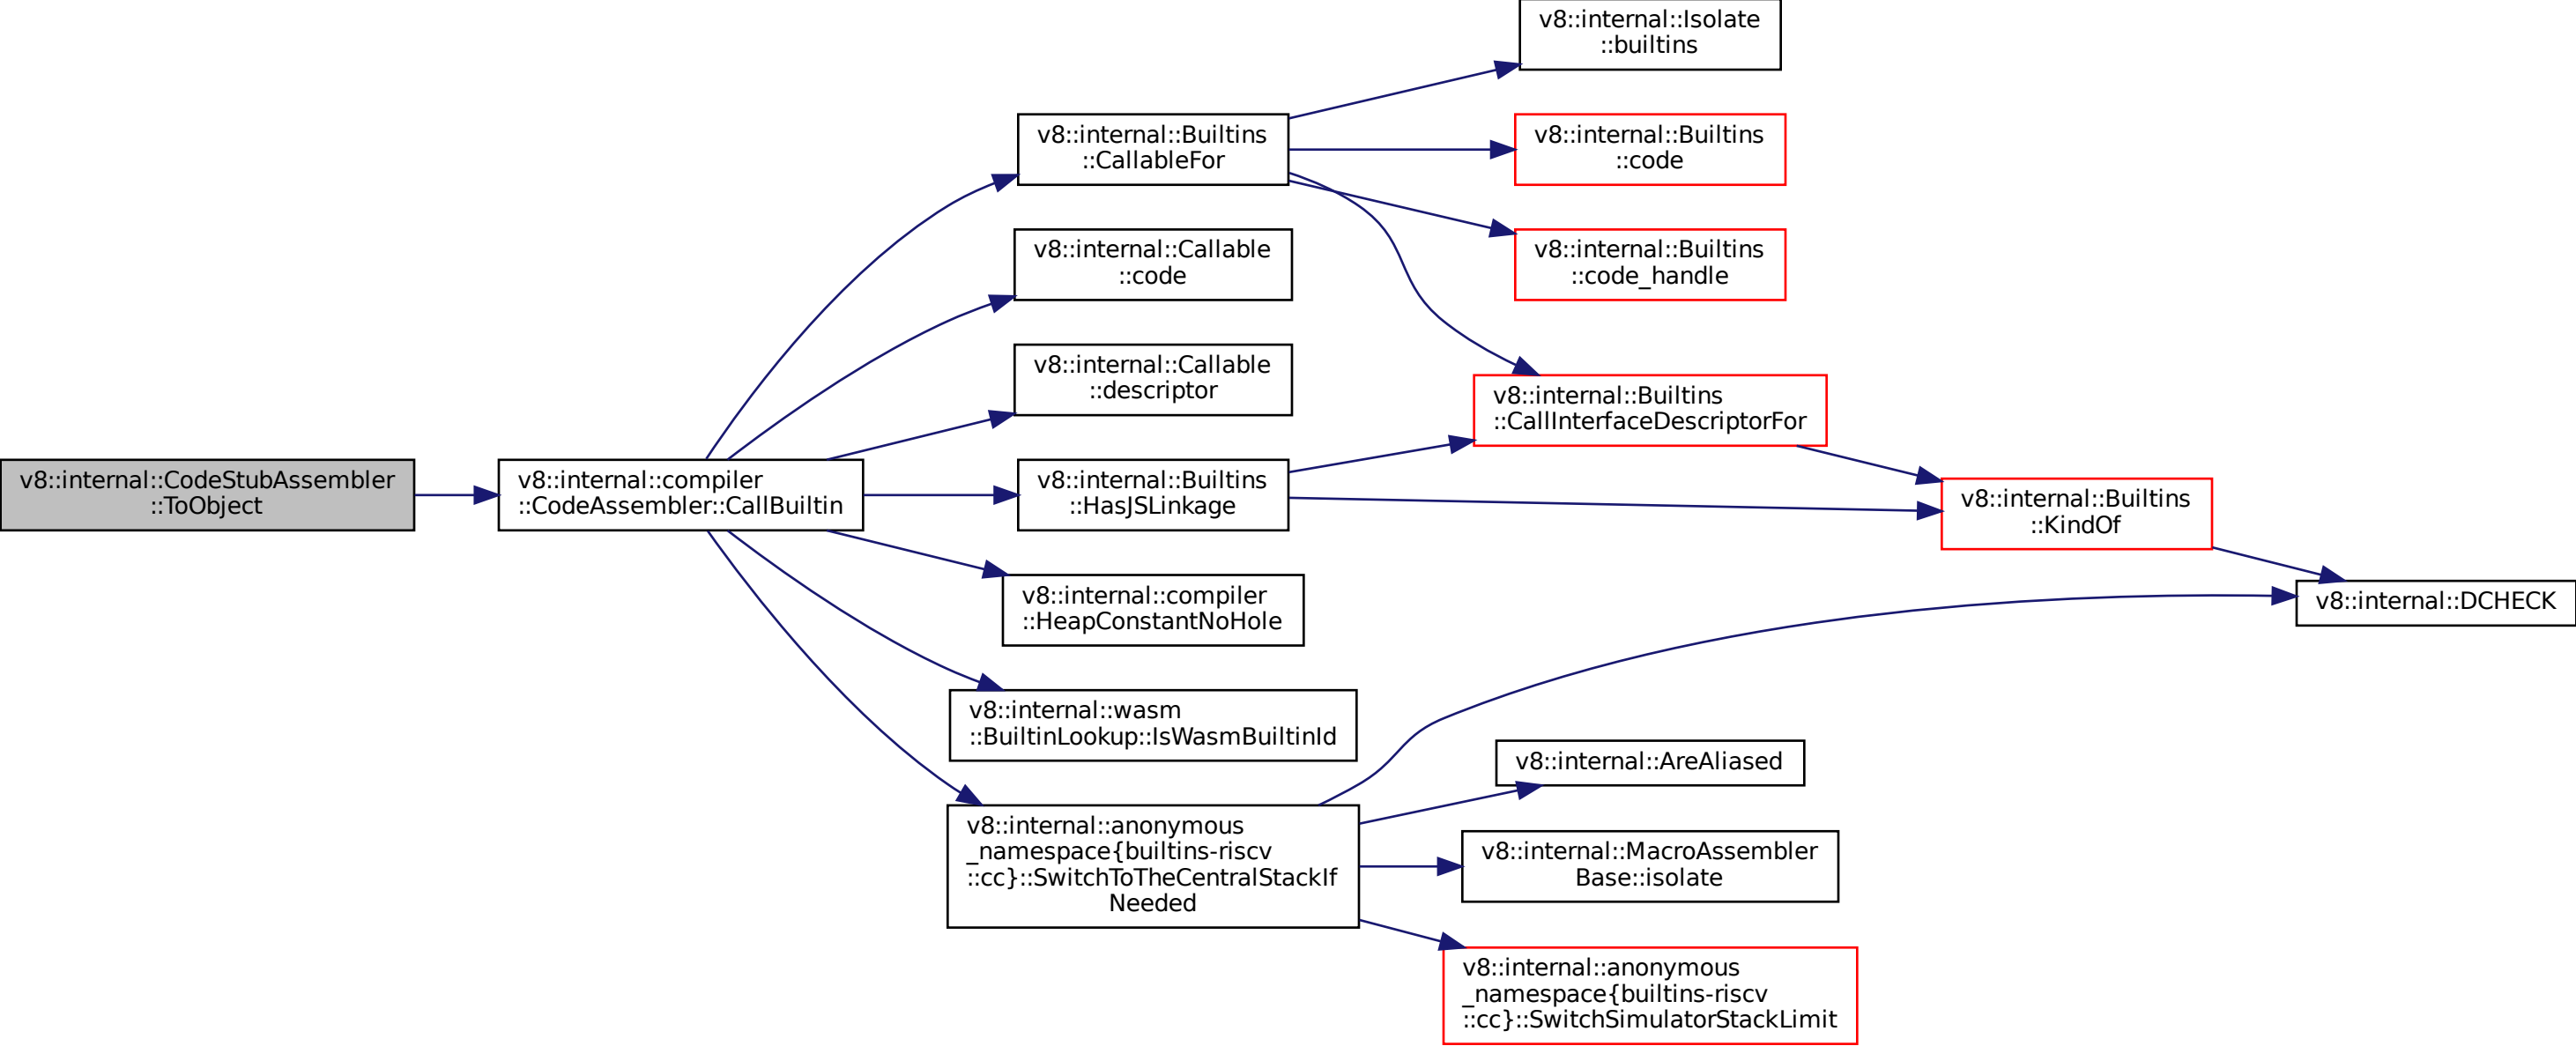 v8::internal::CodeStubAssembler
::ToObject
v8::internal::compiler
::CodeAssembler::CallBuiltin
v8::internal::Builtins
::CallableFor
v8::internal::Callable
::code
v8::internal::Callable
::descriptor
v8::internal::Builtins
::HasJSLinkage
v8::internal::compiler
::HeapConstantNoHole
v8::internal::wasm
::BuiltinLookup::IsWasmBuiltinId
v8::internal::anonymous
_namespace{builtins-riscv
::cc}::SwitchToTheCentralStackIf
Needed
v8::internal::Isolate
::builtins
v8::internal::Builtins
::code
v8::internal::Builtins
::code_handle
v8::internal::Builtins
::CallInterfaceDescriptorFor
v8::internal::AreAliased
v8::internal::MacroAssembler
Base::isolate
v8::internal::anonymous
_namespace{builtins-riscv
::cc}::SwitchSimulatorStackLimit
v8::internal::Builtins
::KindOf
v8::internal::DCHECK